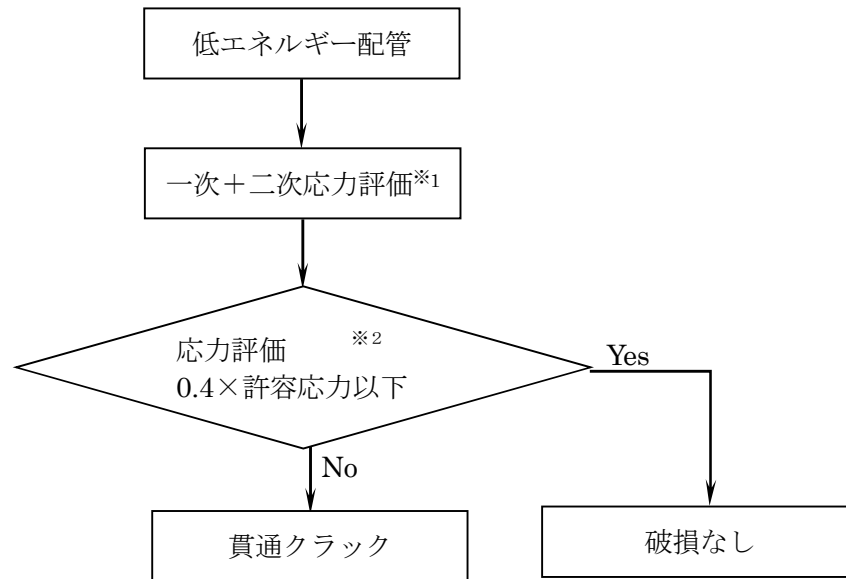 低エネルギー配管
一次＋二次応力評価※1
応力評価 ※2
0.4×許容応力以下
Yes
No
貫通クラック
破損なし